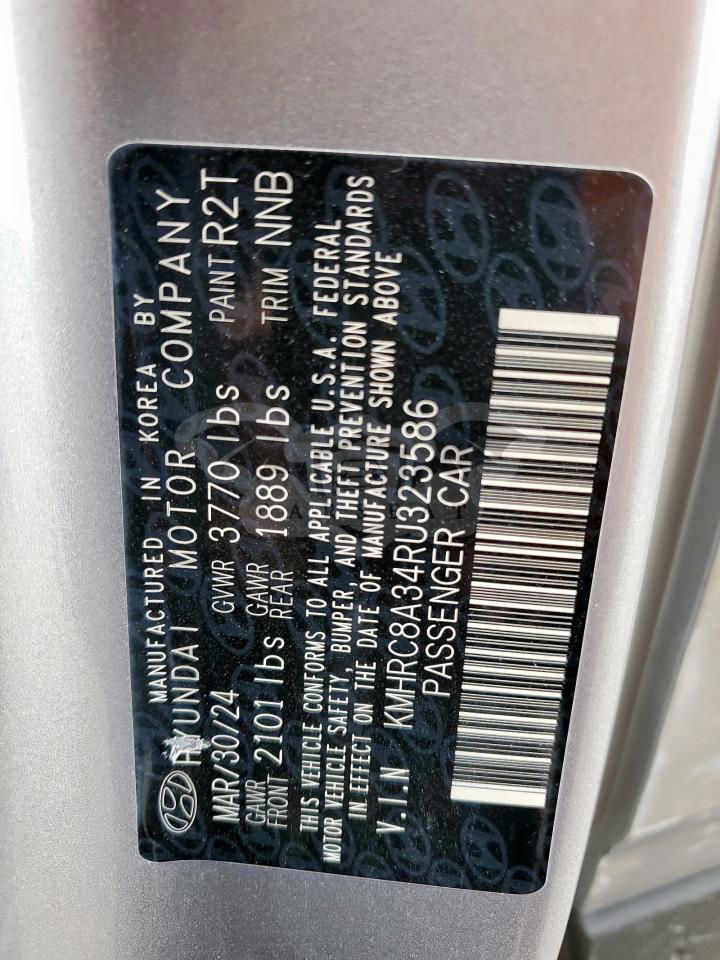 MANUFACTURED IN KOREA BY
HYUNDAI MOTOR COMPANY
MAR/30/24 GVWR 3770 lbs PAINT R2T
GAWR FRONT 2101 lbs GAWR REAR 1889 lbs TRIM NNB
THIS VEHICLE CONFORMS TO ALL APPLICABLE U.S.A. FEDERAL
MOTOR VEHICLE SAFETY, BUMPER, AND THEFT PREVENTION STANDARDS
IN EFFECT ON THE DATE OF MANUFACTURE SHOWN ABOVE
V.I.N KMHRC8A34RU323586
PASSENGER CAR